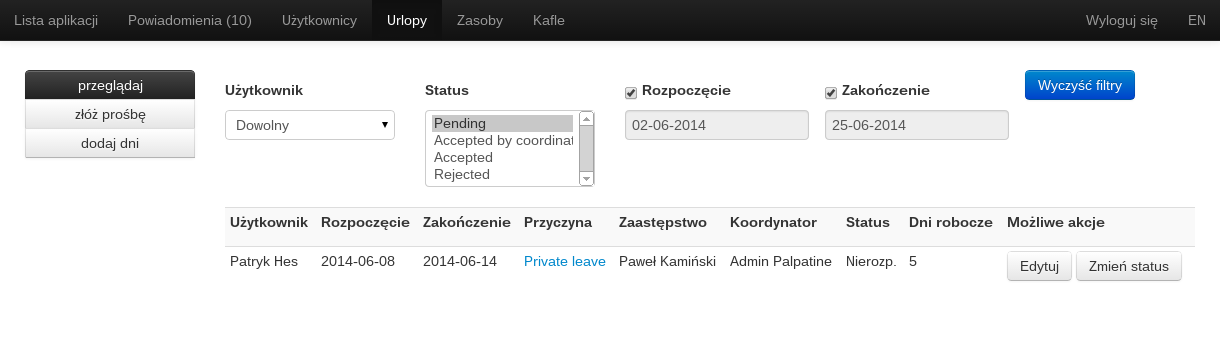 Lista aplikacji Powiadomienia (10) Użytkownicy Urlopy Zasoby Kafle Wyloguj się EN
przeglądaj
złóż prośbę
dodaj dni
Użytkownik Status Rozpoczęcie Zakończenie Wyczyść filtry
Dowolny 02-06-2014 25-06-2014
Pending
Accepted by coordinat
Accepted
Rejected
Użytkownik Rozpoczęcie Zakończenie Przyczyna Zaastępstwo Koordynator Status Dni robocze Możliwe akcje
Patryk Hes 2014-06-08 2014-06-14 Private leave Paweł Kamiński Admin Palpatine Nierozp. 5 Edytuj Zmień status